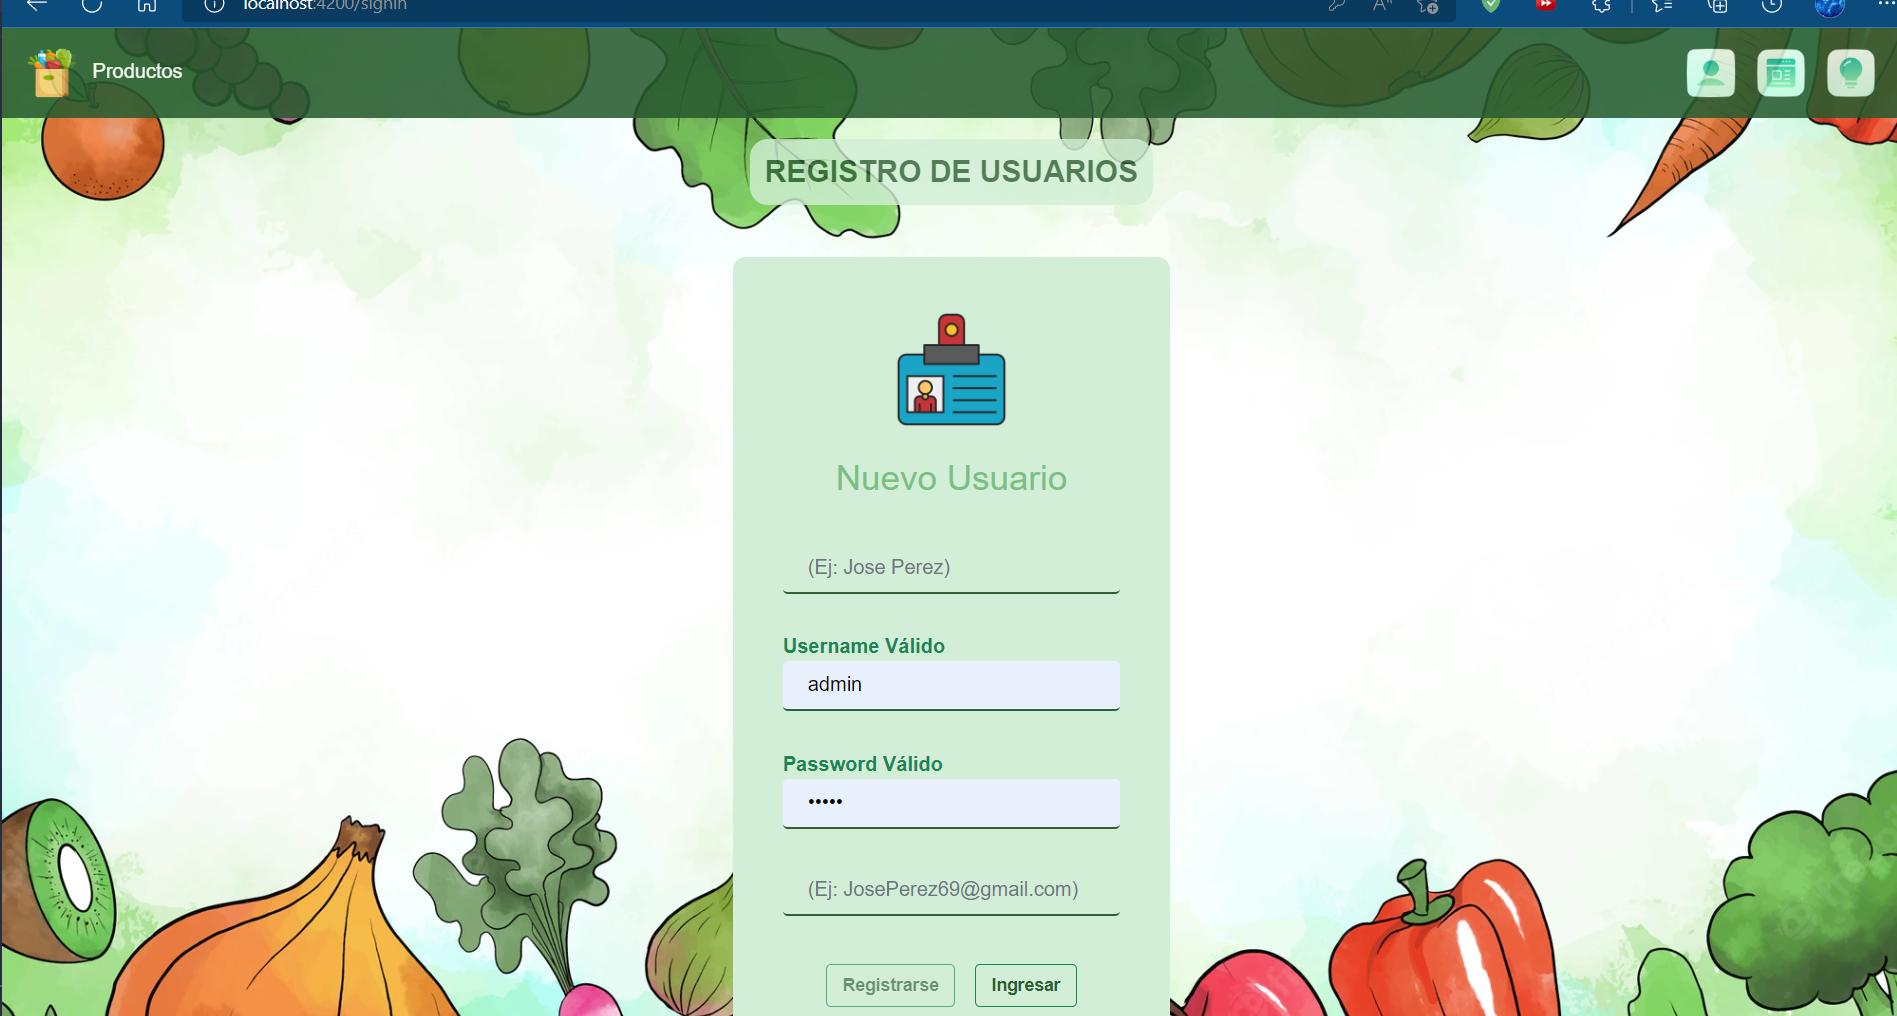 localhost:4200/signin
Productos
REGISTRO DE USUARIOS
Nuevo Usuario
(Ej: Jose Perez)
Username Válido
admin
Password Válido
•••••
(Ej: JosePerez69@gmail.com)
Registrarse
Ingresar